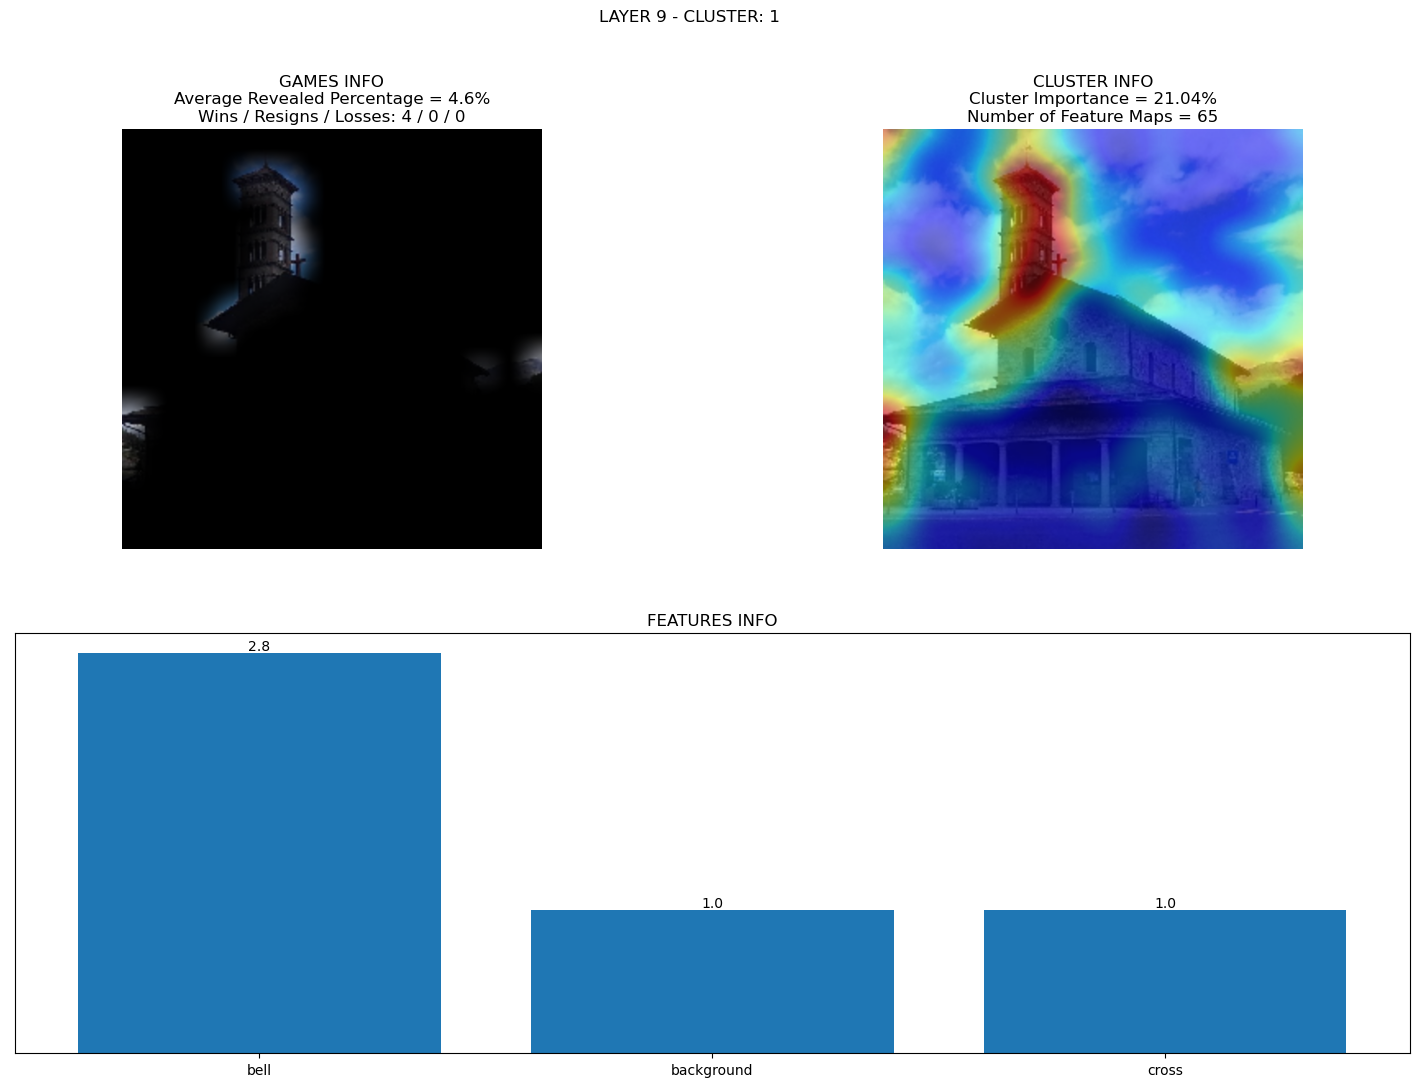 LAYER 9 - CLUSTER: 1
GAMES INFO
Average Revealed Percentage = 4.6%
Wins / Resigns / Losses: 4 / 0 / 0
CLUSTER INFO
Cluster Importance = 21.04%
Number of Feature Maps = 65
FEATURES INFO
2.8
1.0
1.0
bell
background
cross